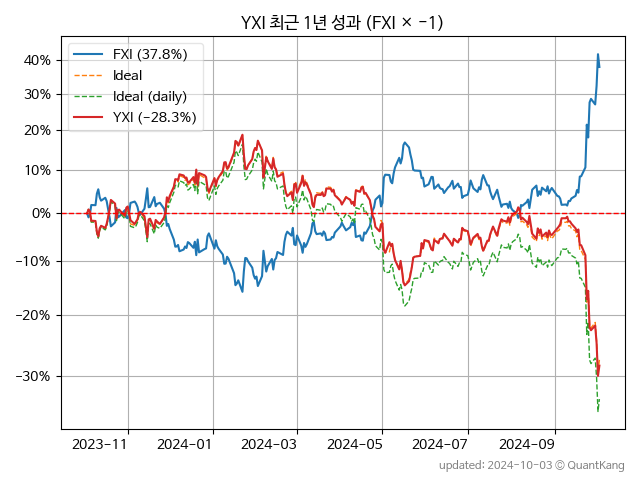 YXI 최근 1년 성과 (FXI × -1)
FXI (37.8%)
Ideal
Ideal (daily)
YXI (-28.3%)
40%
30%
20%
10%
0%
-10%
-20%
-30%
2023-11 2024-01 2024-03 2024-05 2024-07 2024-09
updated: 2024-10-03 © QuantKang